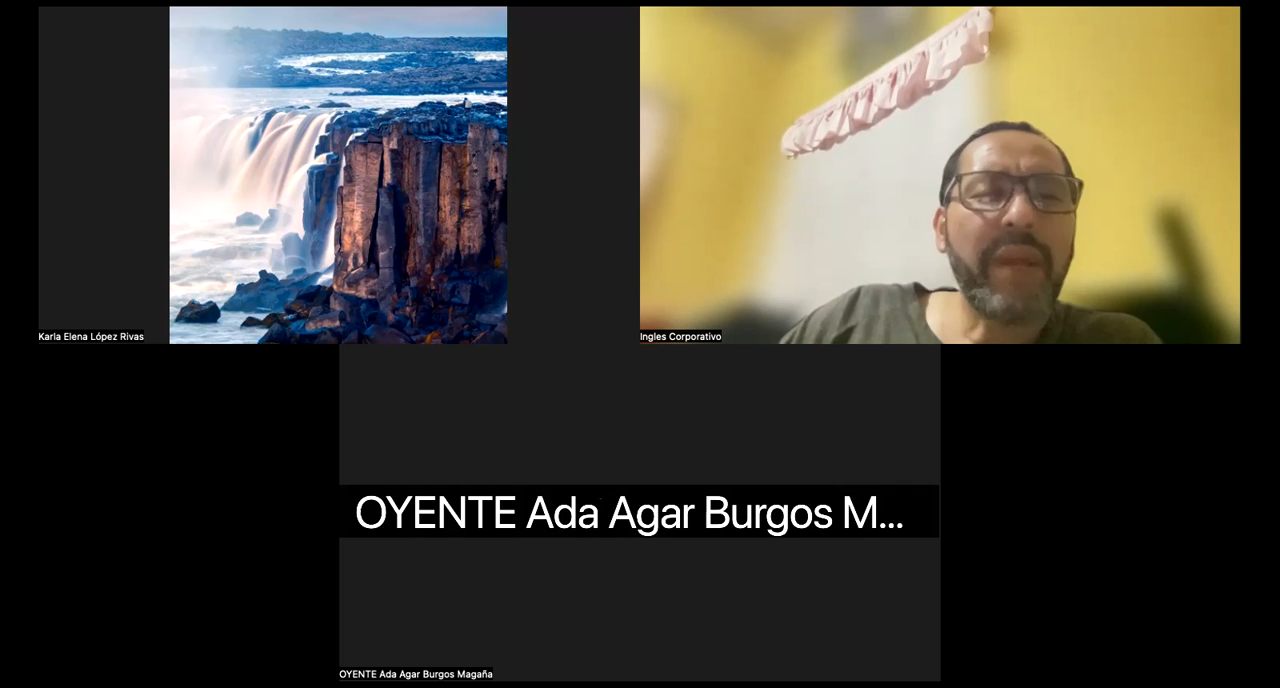 Karla Elena López Rivas
Ingles Corporativo
OYENTE Ada Agar Burgos M...
OYENTE Ada Agar Burgos Magaña